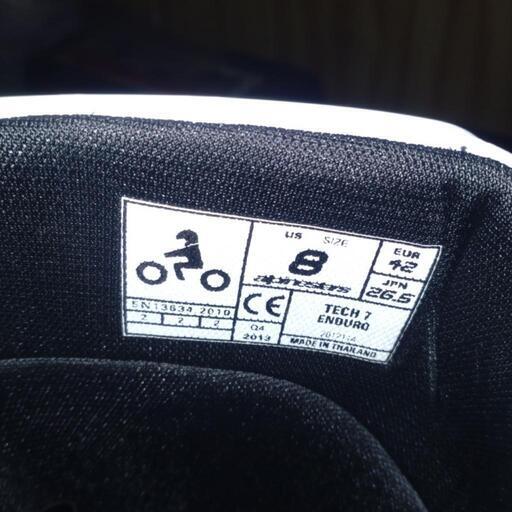 US SIZE
8
alpinestars
EUR
42
JPN
26.5
EN13634:2010
2 2 2
CE
Q4
2013
TECH 7
ENDURO
MADE IN THAILAND